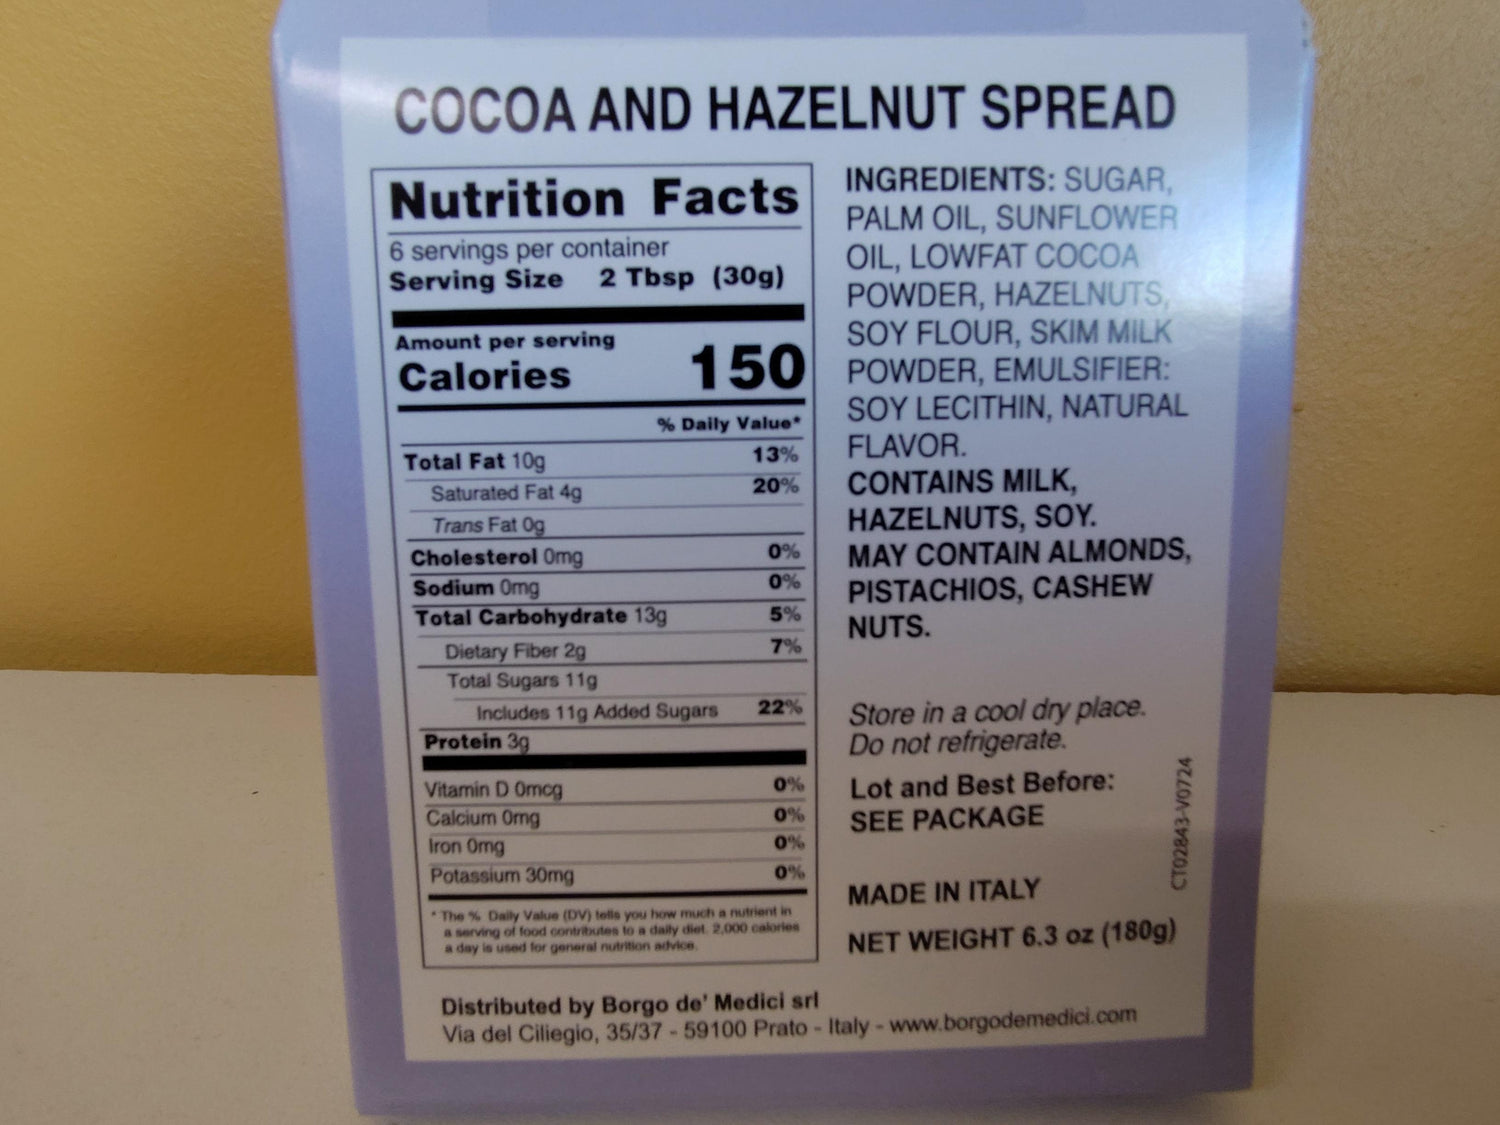 COCOA AND HAZELNUT SPREAD
Nutrition Facts
6 servings per container
Serving Size 2 Tbsp (30g)
Amount per serving
Calories 150
% Daily Value*
Total Fat 10g 13%
Saturated Fat 4g 20%
Trans Fat 0g
Cholesterol 0mg 0%
Sodium 0mg 0%
Total Carbohydrate 13g 5%
Dietary Fiber 2g 7%
Total Sugars 11g
Includes 11g Added Sugars 22%
Protein 3g
Vitamin D 0mcg 0%
Calcium 0mg 0%
Iron 0mg 0%
Potassium 30mg 0%
* The % Daily Value (DV) tells you how much a nutrient in
a serving of food contributes to a daily diet. 2,000 calories
a day is used for general nutrition advice.
INGREDIENTS: SUGAR,
PALM OIL, SUNFLOWER
OIL, LOWFAT COCOA
POWDER, HAZELNUTS,
SOY FLOUR, SKIM MILK
POWDER, EMULSIFIER:
SOY LECITHIN, NATURAL
FLAVOR.
CONTAINS MILK,
HAZELNUTS, SOY.
MAY CONTAIN ALMONDS,
PISTACHIOS, CASHEW
NUTS.
Store in a cool dry place.
Do not refrigerate.
Lot and Best Before:
SEE PACKAGE
MADE IN ITALY
NET WEIGHT 6.3 oz (180g)
CT02843-V0724
Distributed by Borgo de' Medici srl
Via del Ciliegio, 35/37 - 59100 Prato - Italy - www.borgodemedici.com